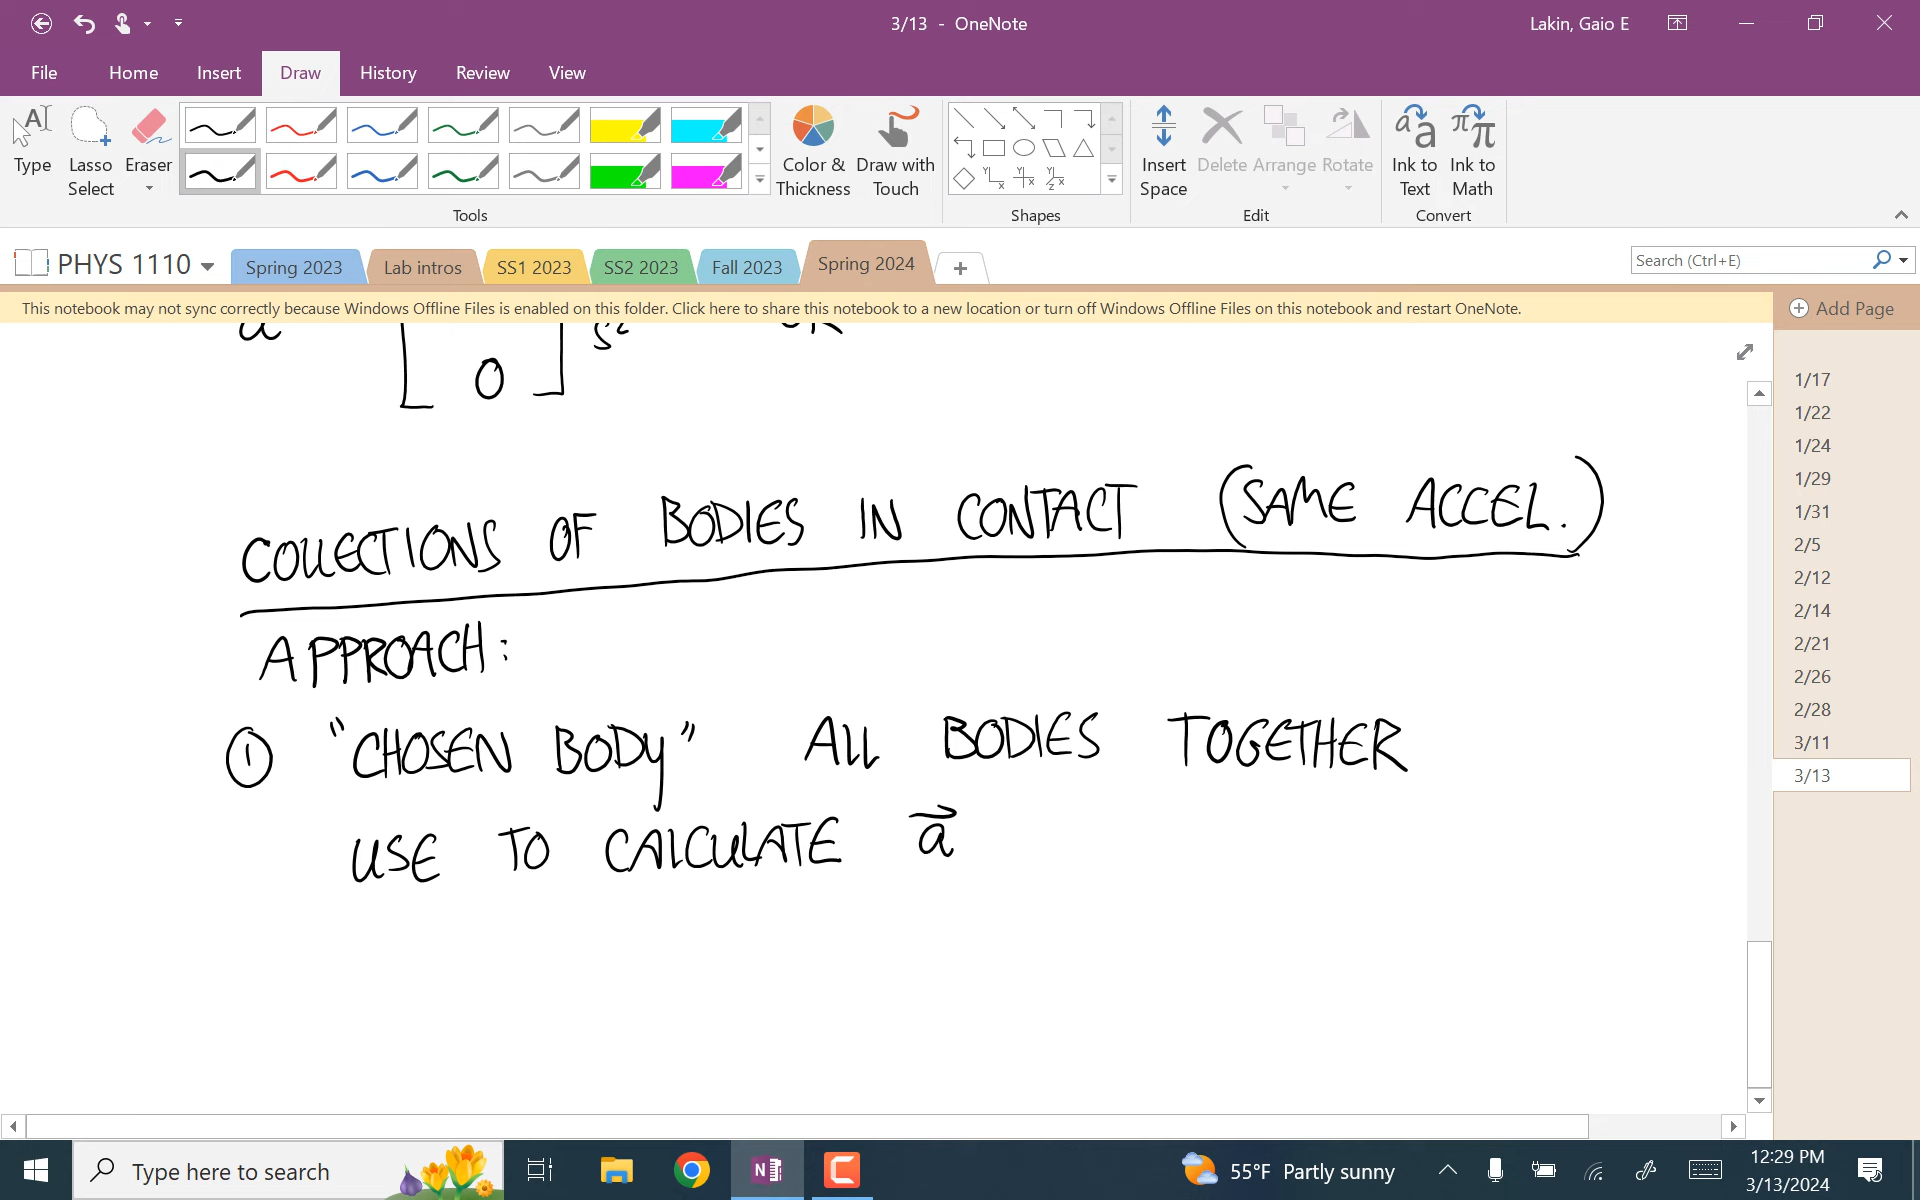 3/13 - OneNote
Lakin, Gaio E
File Home Insert Draw History Review View
Type
Lasso Select
Eraser
Color & Thickness
Draw with Touch
Insert Space
Delete
Arrange
Rotate
Ink to Text
Ink to Math
Tools
Shapes
Edit
Convert
PHYS 1110
Spring 2023
Lab intros
SS1 2023
SS2 2023
Fall 2023
Spring 2024
Search (Ctrl+E)
This notebook may not sync correctly because Windows Offline Files is enabled on this folder. Click here to share this notebook to a new location or turn off Windows Offline Files on this notebook and restart OneNote.
Add Page
0
COLLECTIONS OF BODIES IN CONTACT (SAME ACCEL.)
APPROACH:
① "CHOSEN BODY" ALL BODIES TOGETHER
USE TO CALCULATE a⃗
1/17
1/22
1/24
1/29
1/31
2/5
2/12
2/14
2/21
2/26
2/28
3/11
3/13
Type here to search
55°F Partly sunny
12:29 PM
3/13/2024